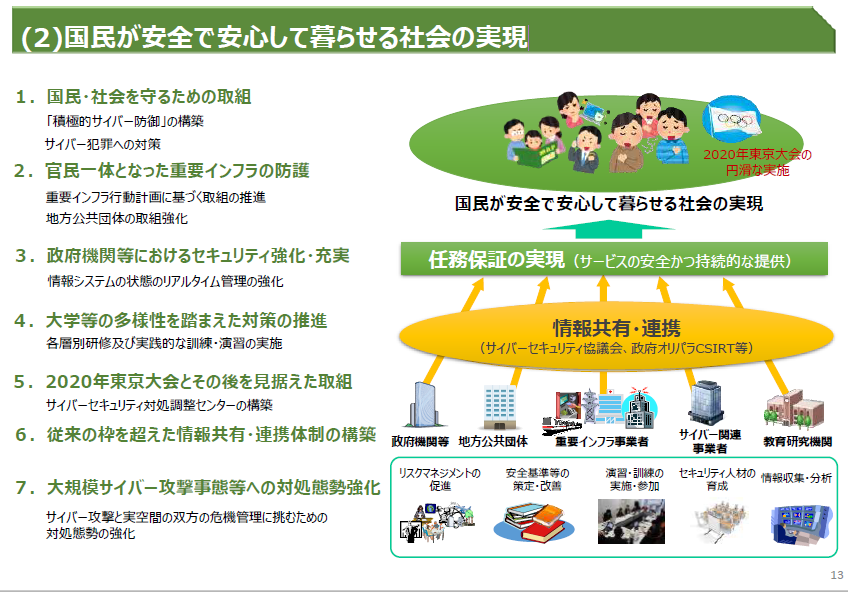 (2)国民が安全で安心して暮らせる社会の実現
1．国民・社会を守るための取組
「積極的サイバー防御」の構築
サイバー犯罪への対策
2．官民一体となった重要インフラの防護
重要インフラ行動計画に基づく取組の推進
地方公共団体の取組強化
3．政府機関等におけるセキュリティ強化・充実
情報システムの状態のリアルタイム管理の強化
4．大学等の多様性を踏まえた対策の推進
各層別研修及び実践的な訓練・演習の実施
5．2020年東京大会とその後を見据えた取組
サイバーセキュリティ対処調整センターの構築
6．従来の枠を超えた情報共有・連携体制の構築
7．大規模サイバー攻撃事態等への対処態勢強化
サイバー攻撃と実空間の双方の危機管理に挑むための
対処態勢の強化
2020年東京大会の
円滑な実施
国民が安全で安心して暮らせる社会の実現
任務保証の実現（サービスの安全かつ持続的な提供）
情報共有・連携
（サイバーセキュリティ協議会、政府オリパラCSIRT等）
政府機関等
地方公共団体
重要インフラ事業者
サイバー関連
事業者
教育研究機関
リスクマネジメントの
促進
安全基準等の
策定・改善
演習・訓練の
実施・参加
セキュリティ人材の
育成
情報収集・分析
13